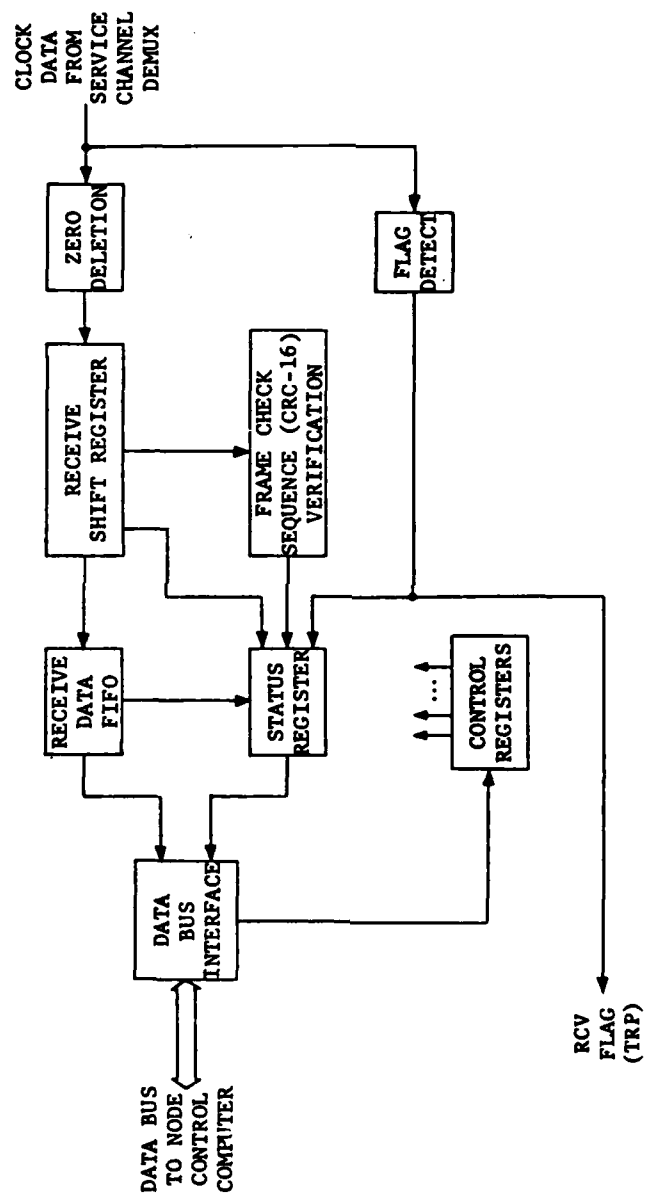 CLOCK
DATA
FROM
SERVICE
CHANNEL
DEMUX
ZERO
DELETION
FLAG
DETECT
RECEIVE
SHIFT REGISTER
FRAME CHECK
SEQUENCE (CRC-16)
VERIFICATION
RECEIVE
DATA
FIFO
STATUS
REGISTER
...
CONTROL
REGISTERS
DATA
BUS
INTERFACE
DATA BUS
TO NODE
CONTROL
COMPUTER
RCV
FLAG
(TRP)